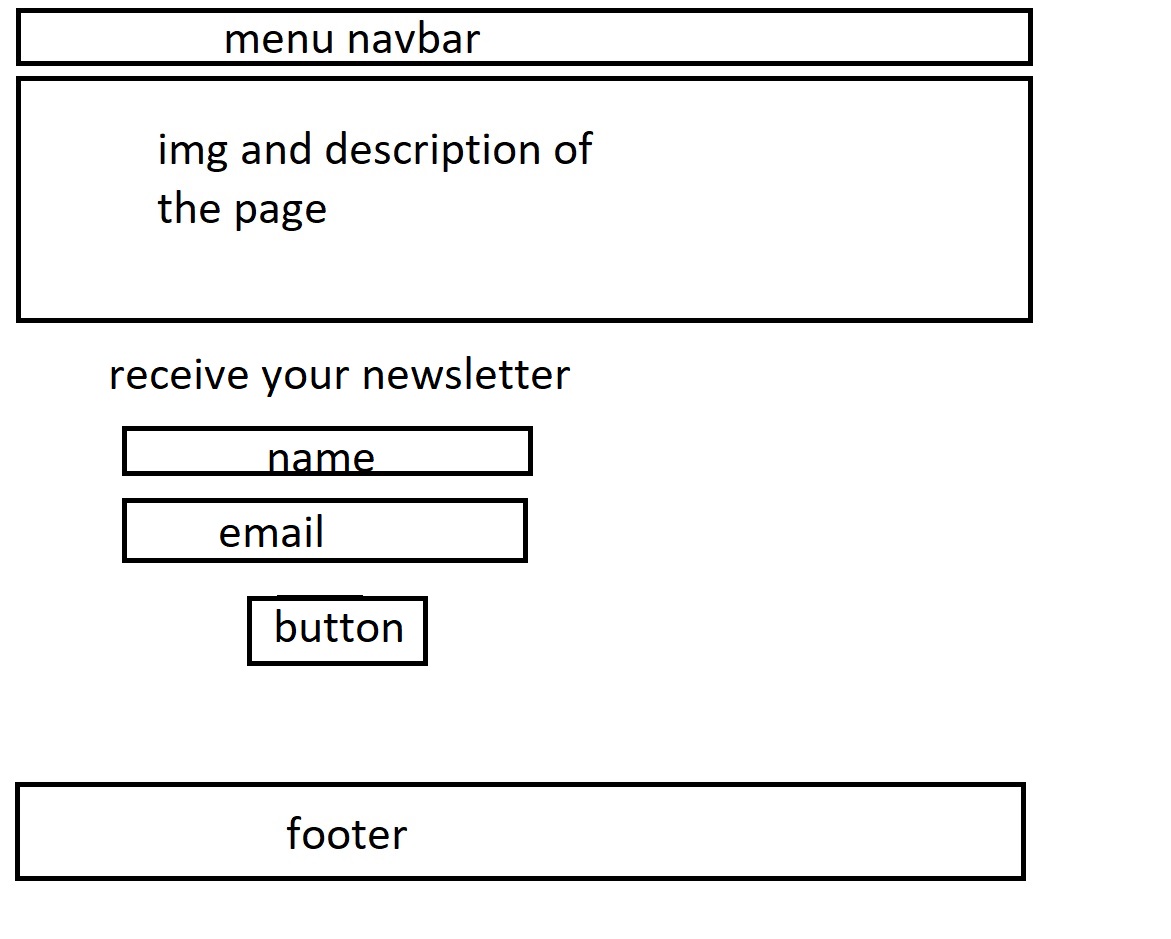 menu navbar
img and description of
the page
receive your newsletter
name
email
button
footer